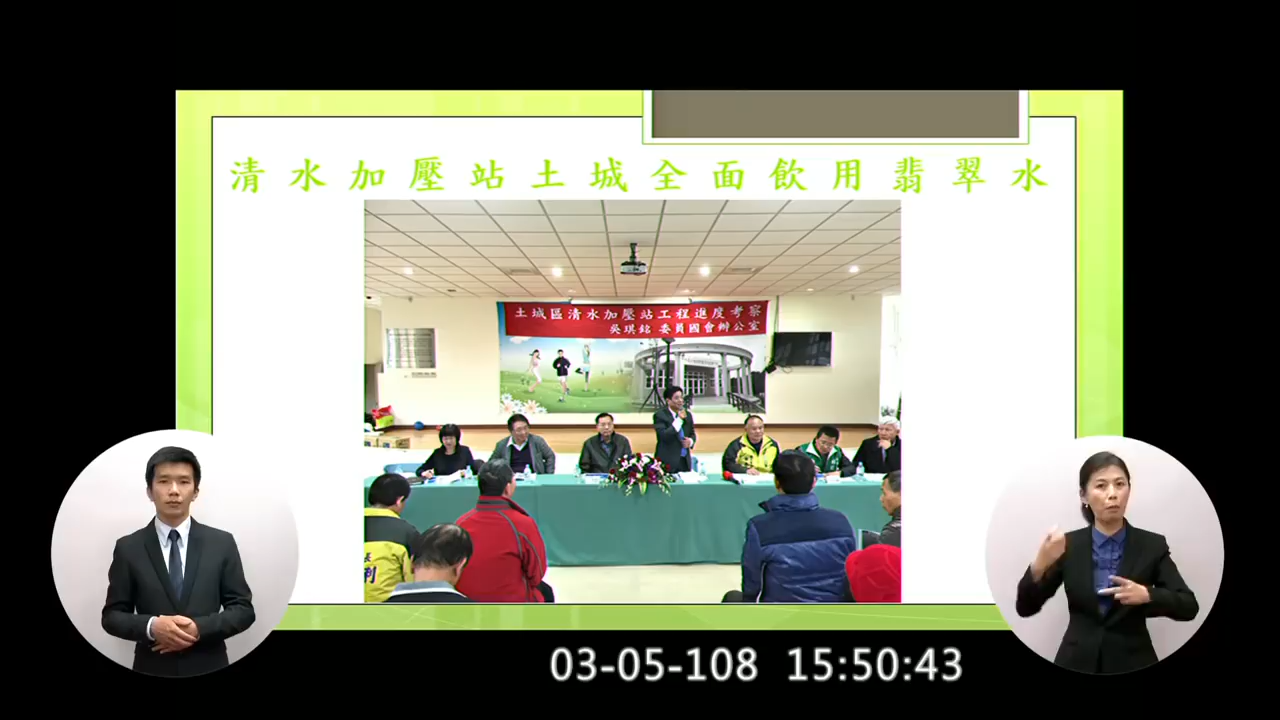 清水加壓站土城全面飲用翡翠水
土城區清水加壓站工程進度考察
吳琪銘 委員國會辦公室
利
03-05-108 15:50:43